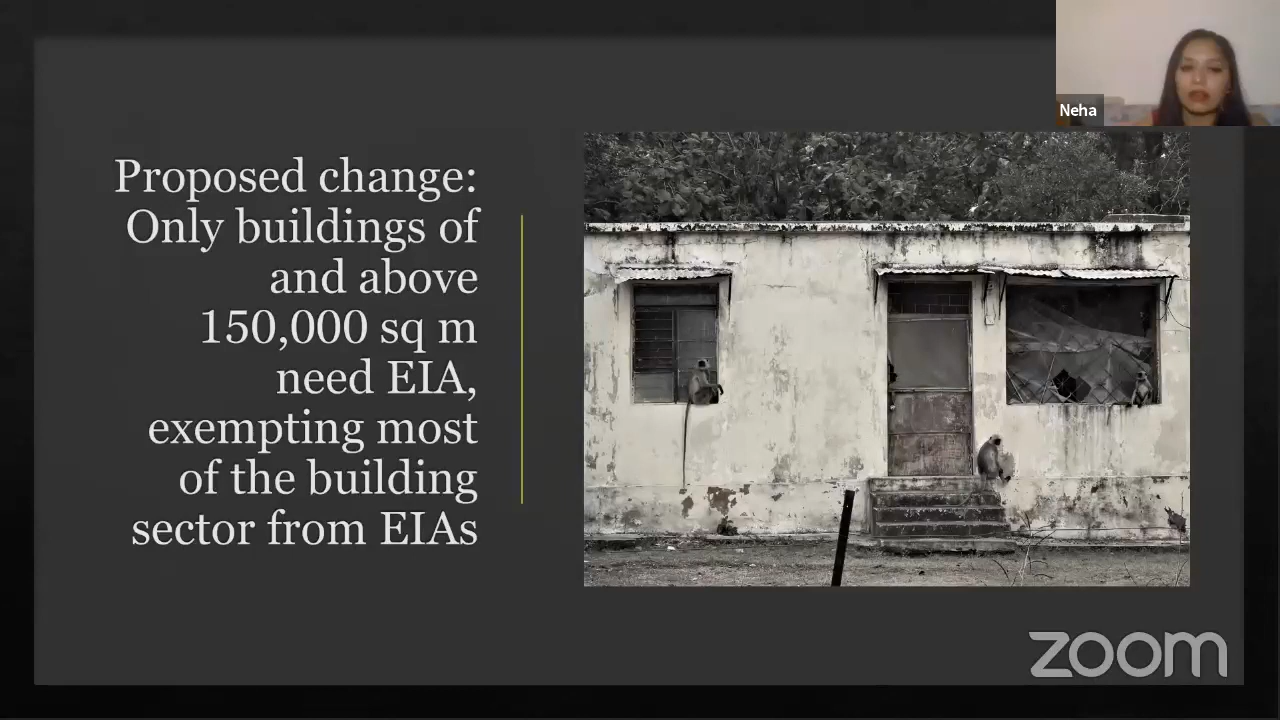 Neha
Proposed change:
Only buildings of
and above
150,000 sq m
need EIA,
exempting most
of the building
sector from EIAs
zoom